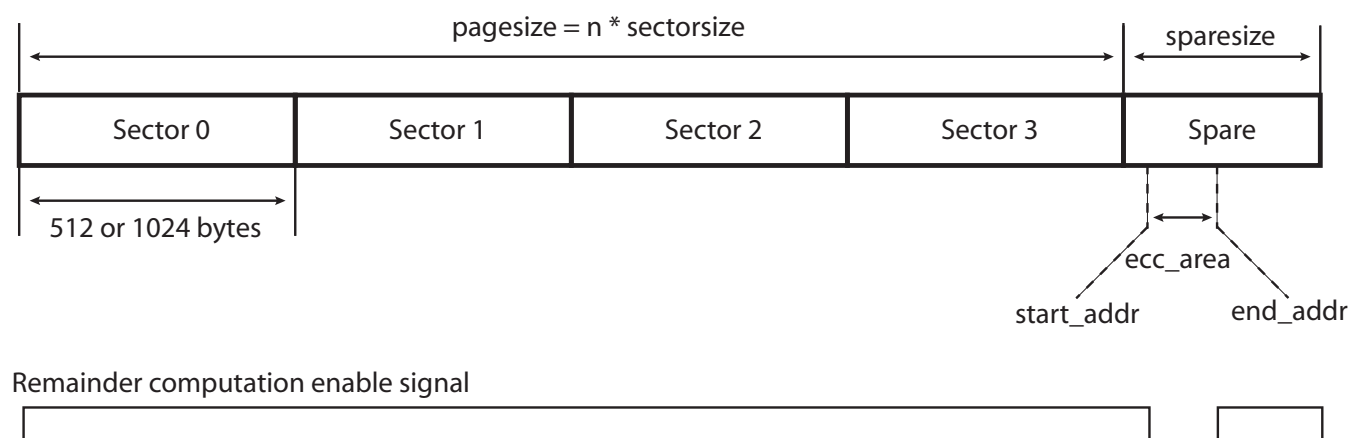 pagesize = n * sectorsize
sparesize
Sector 0
Sector 1
Sector 2
Sector 3
Spare
512 or 1024 bytes
ecc_area
start_addr
end_addr
Remainder computation enable signal